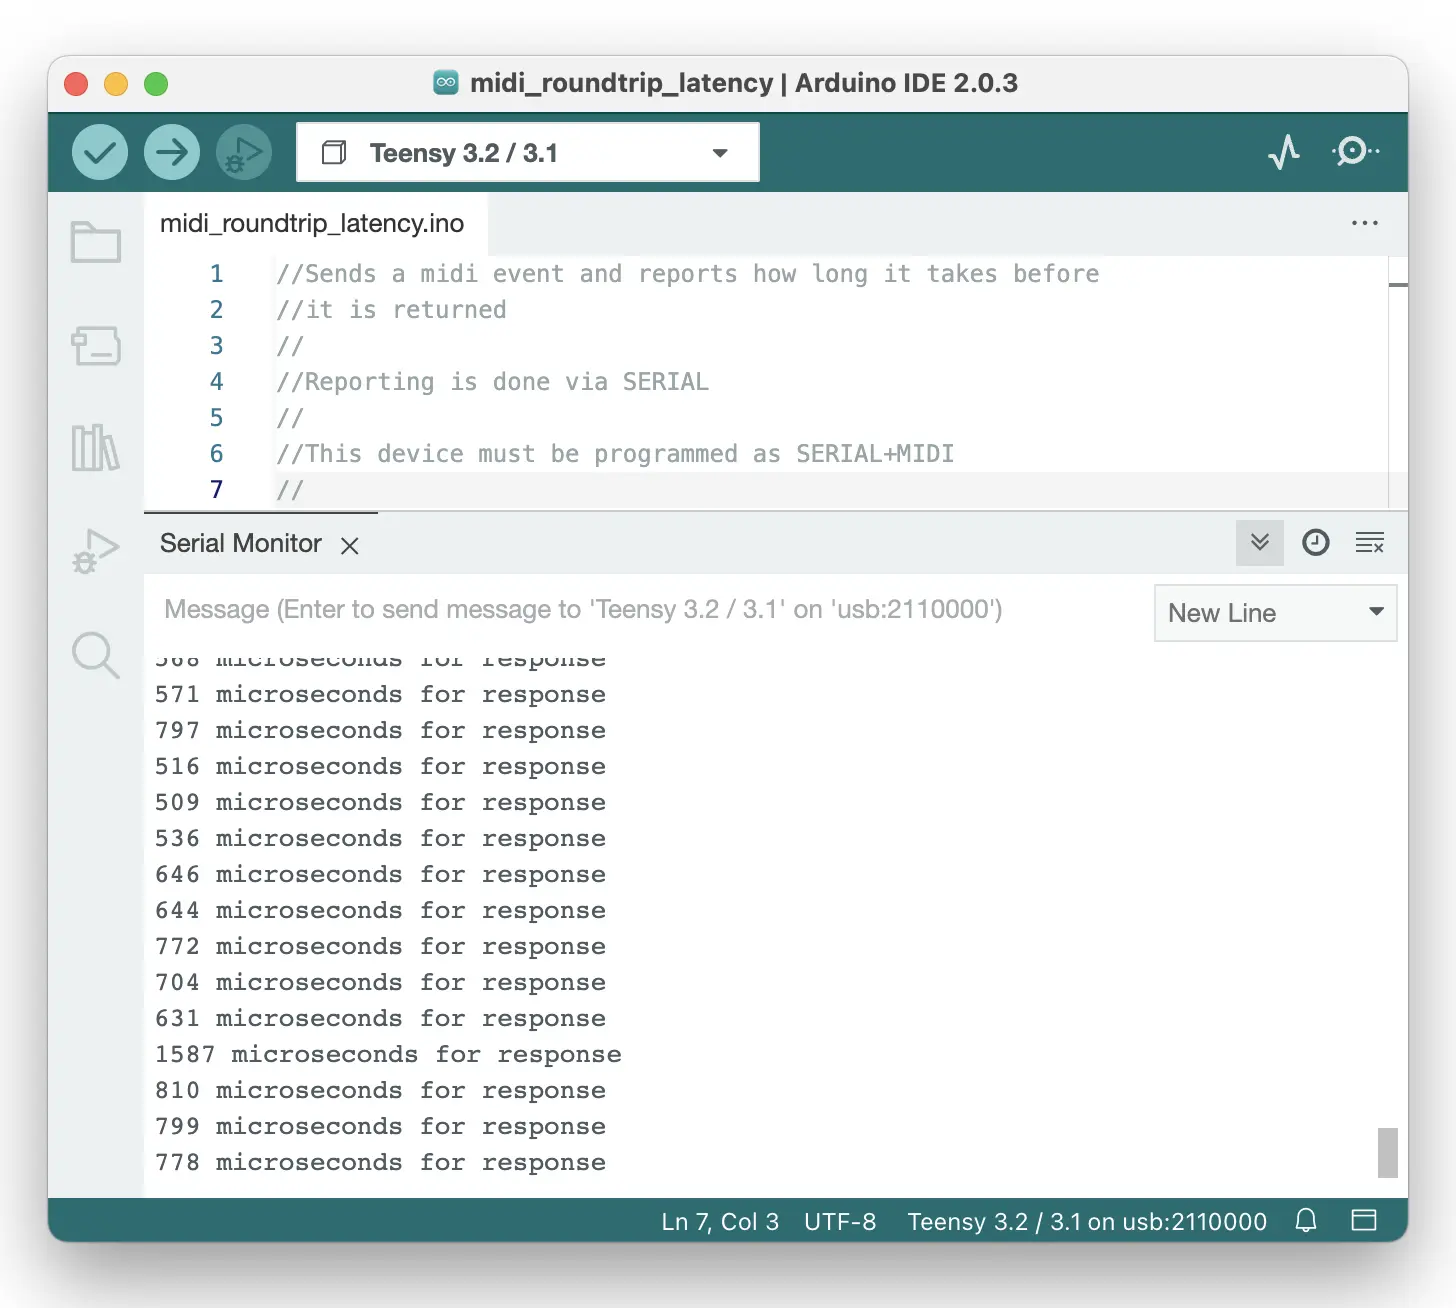 midi_roundtrip_latency | Arduino IDE 2.0.3
Teensy 3.2 / 3.1
midi_roundtrip_latency.ino
1 //Sends a midi event and reports how long it takes before
2 //it is returned
3 //
4 //Reporting is done via SERIAL
5 //
6 //This device must be programmed as SERIAL+MIDI
7 //
Serial Monitor
Message (Enter to send message to 'Teensy 3.2 / 3.1' on 'usb:2110000')
New Line
568 microseconds for response
571 microseconds for response
797 microseconds for response
516 microseconds for response
509 microseconds for response
536 microseconds for response
646 microseconds for response
644 microseconds for response
772 microseconds for response
704 microseconds for response
631 microseconds for response
1587 microseconds for response
810 microseconds for response
799 microseconds for response
778 microseconds for response
Ln 7, Col 3 UTF-8 Teensy 3.2 / 3.1 on usb:2110000